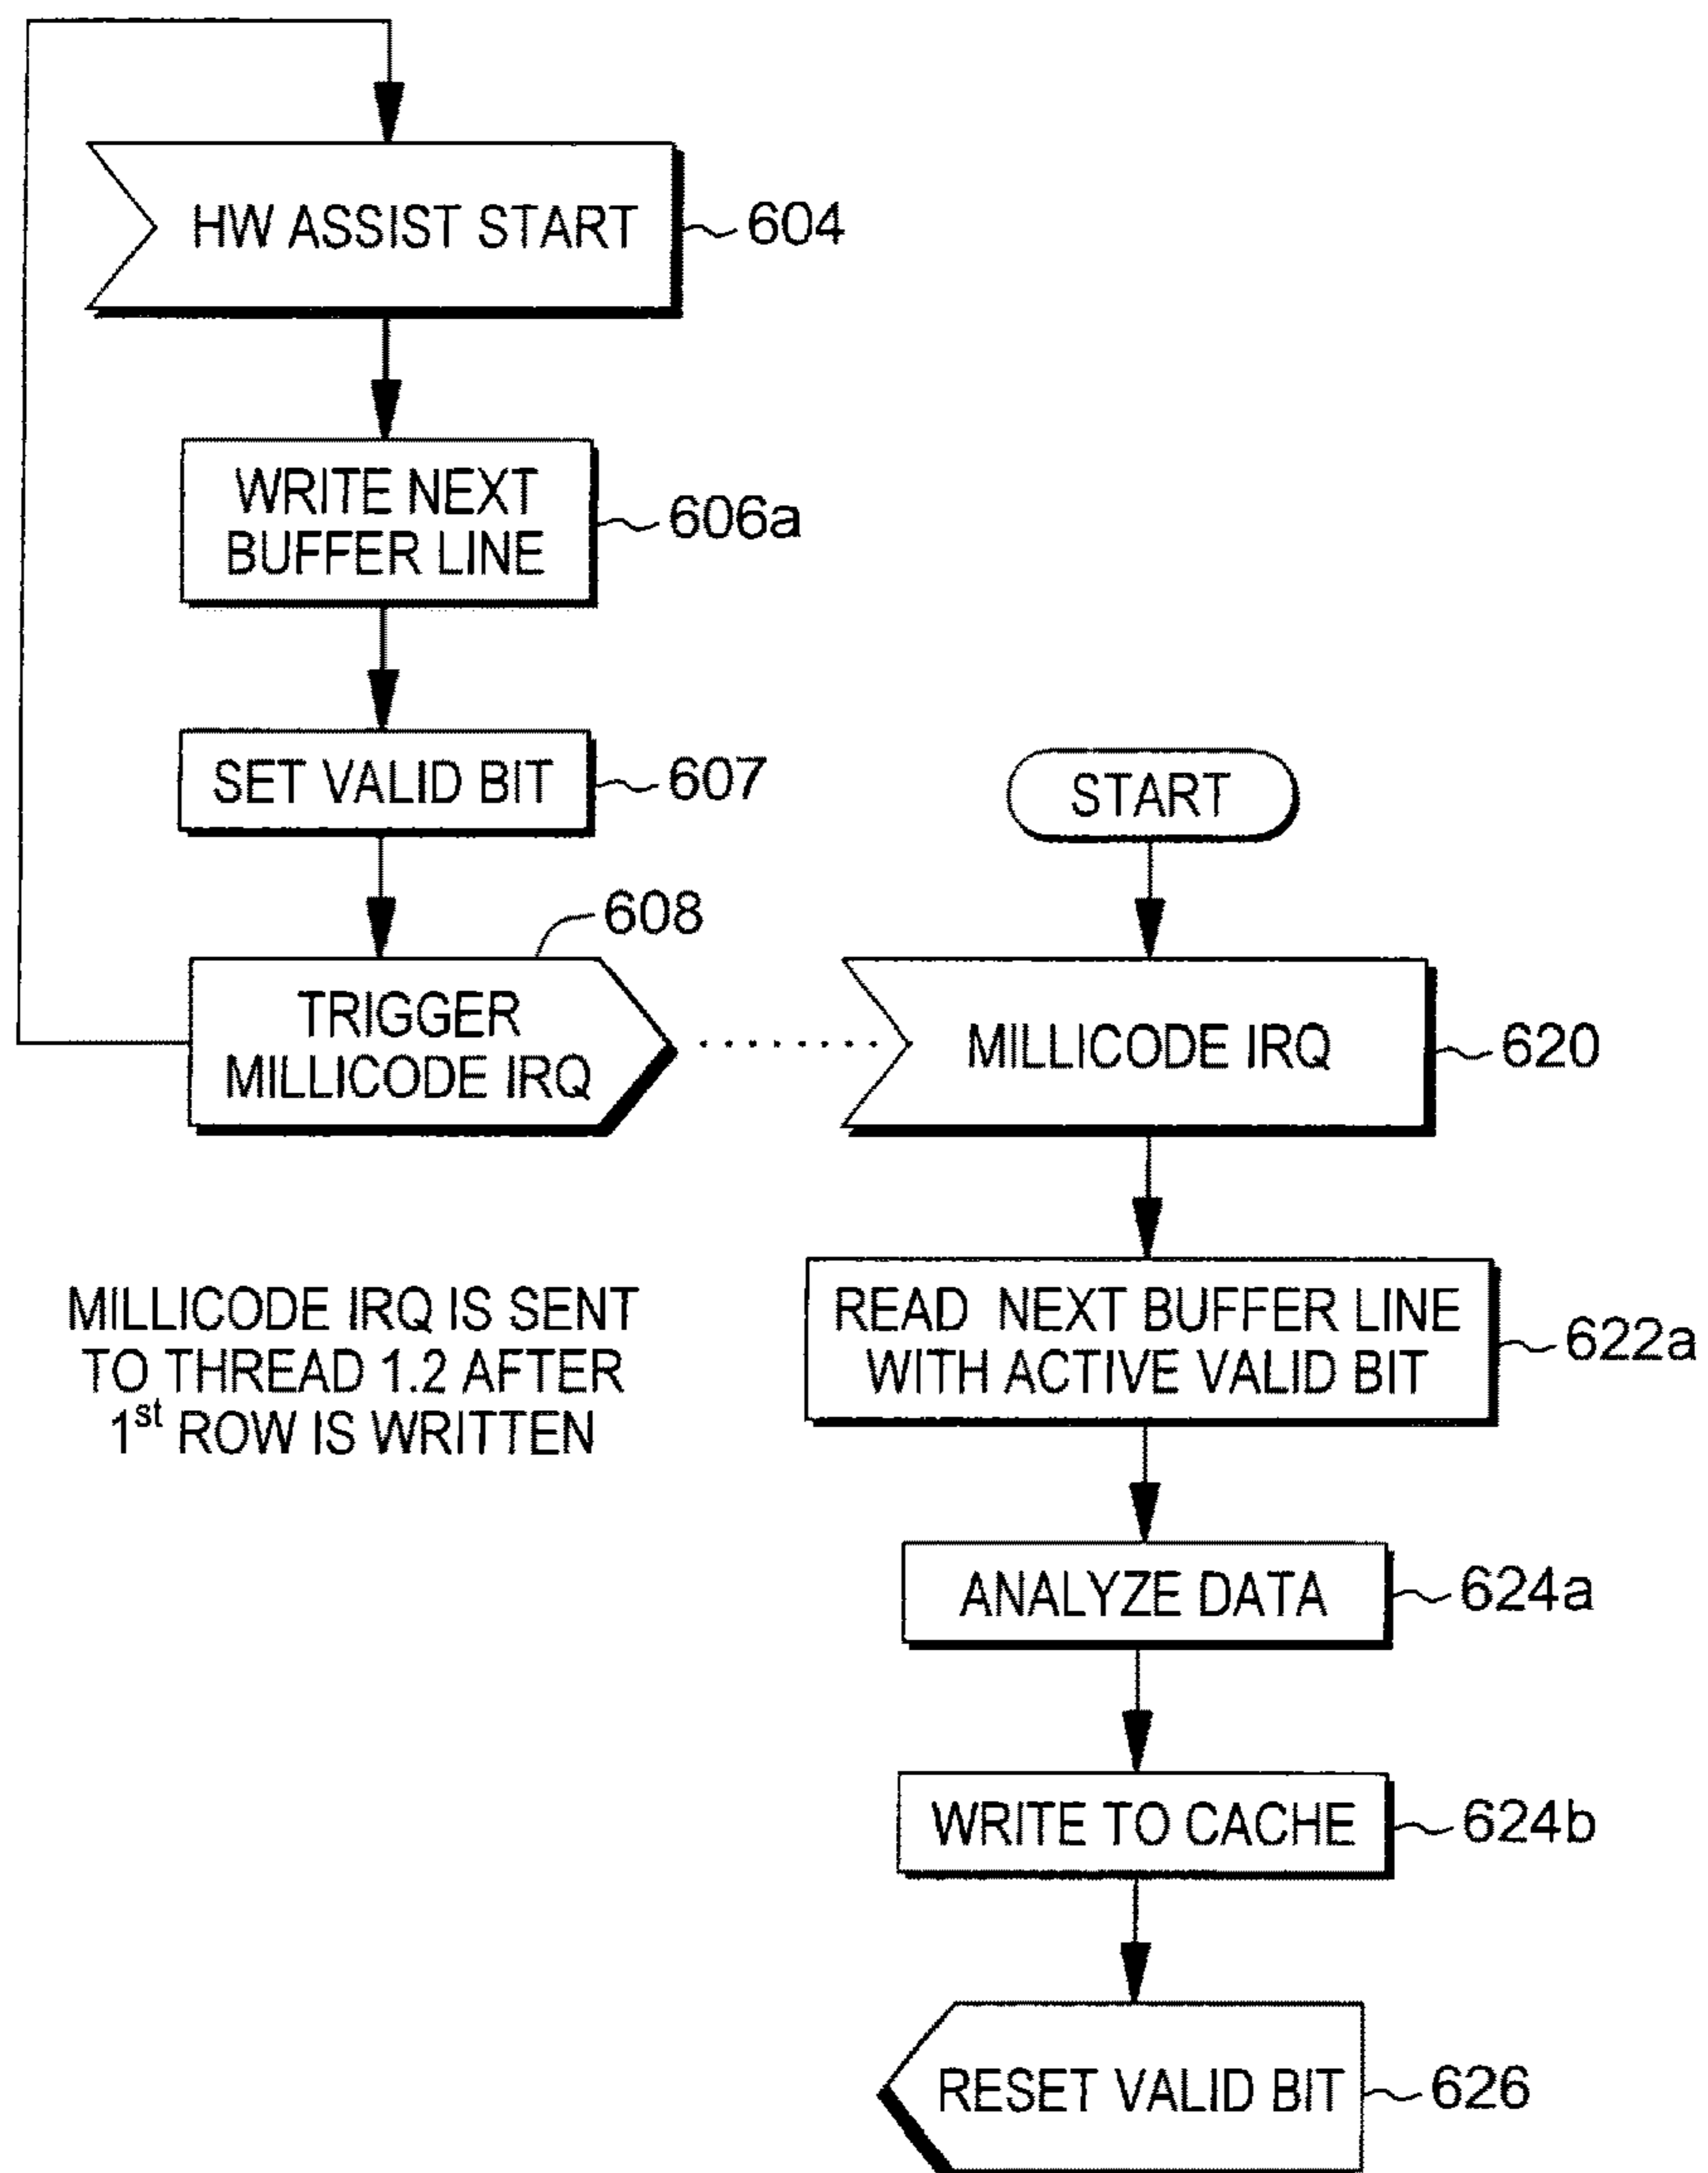 HW ASSIST START
604
WRITE NEXT
BUFFER LINE
606a
SET VALID BIT
607
608
TRIGGER
MILLICODE IRQ
MILLICODE IRQ IS SENT
TO THREAD 1.2 AFTER
1st ROW IS WRITTEN
START
MILLICODE IRQ
620
READ NEXT BUFFER LINE
WITH ACTIVE VALID BIT
622a
ANALYZE DATA
624a
WRITE TO CACHE
624b
RESET VALID BIT
626